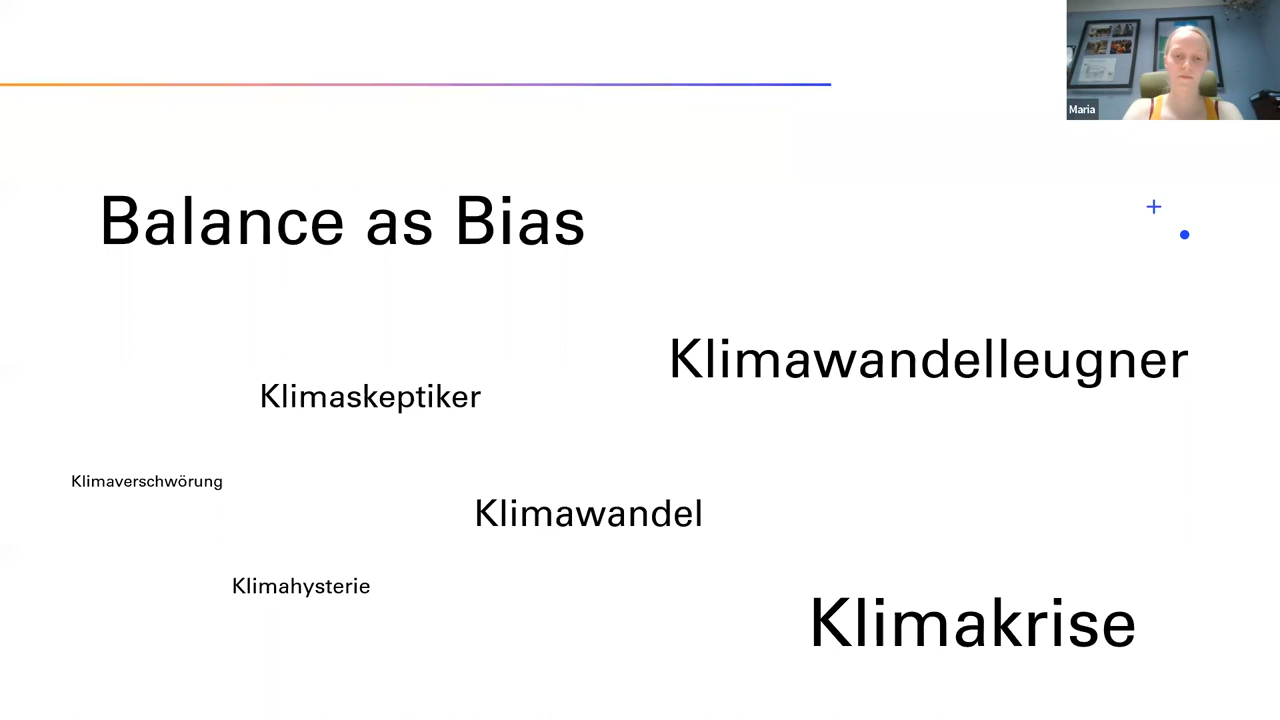 Maria
Balance as Bias
Klimawandelleugner
Klimaskeptiker
Klimaverschwörung
Klimawandel
Klimahysterie
Klimakrise